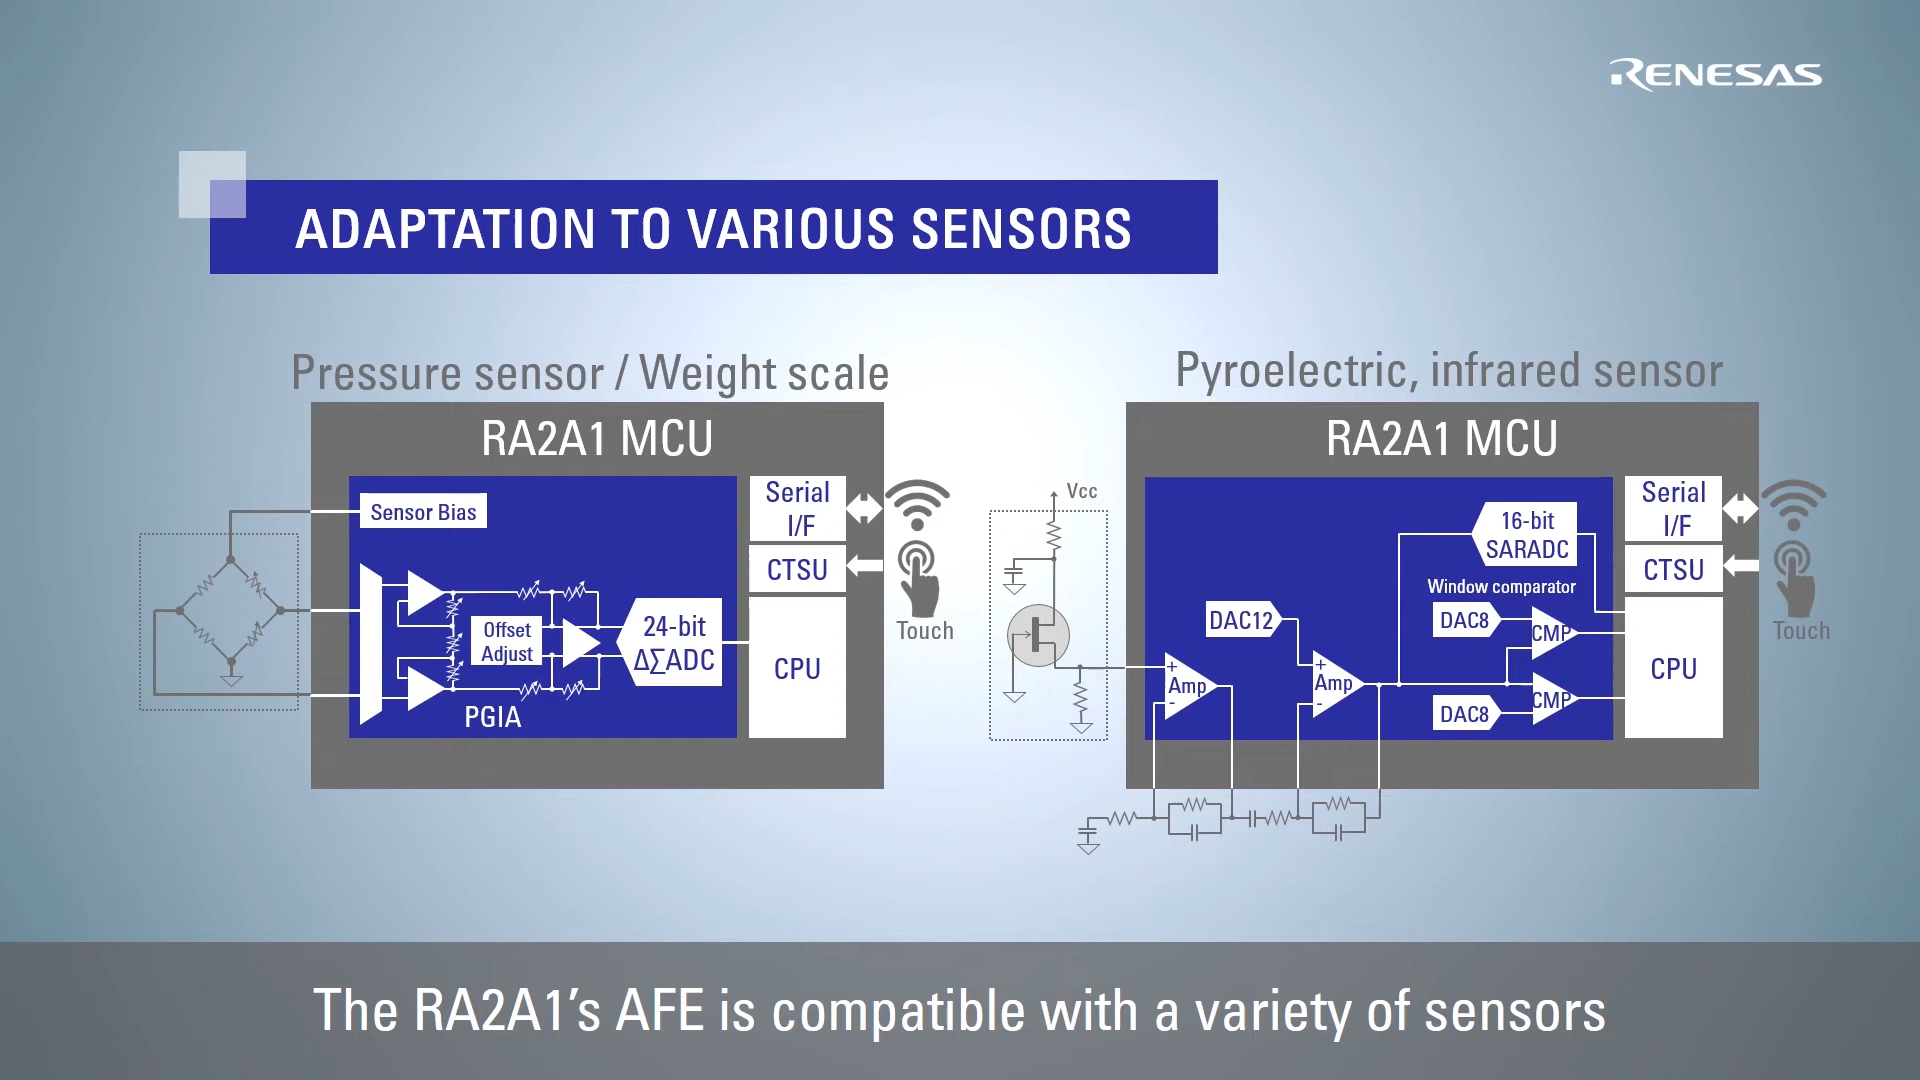 RENESAS
ADAPTATION TO VARIOUS SENSORS
Pressure sensor / Weight scale
RA2A1 MCU
Sensor Bias
Offset
Adjust
PGIA
24-bit
Δ∑ADC
Serial
I/F
CTSU
CPU
Touch
Pyroelectric, infrared sensor
RA2A1 MCU
Vcc
DAC12
+
Amp
-
+
Amp
-
16-bit
SARADC
Window comparator
DAC8
CMP
DAC8
CMP
Serial
I/F
CTSU
CPU
Touch
The RA2A1’s AFE is compatible with a variety of sensors